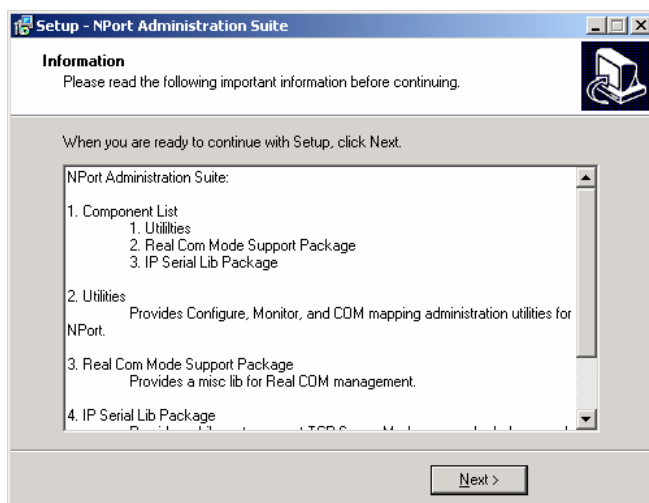 Setup - NPort Administration Suite
Information
Please read the following important information before continuing.
When you are ready to continue with Setup, click Next.
NPort Administration Suite:
1. Component List
1. Utililties
2. Real Com Mode Support Package
3. IP Serial Lib Package
2. Utilities
Provides Configure, Monitor, and COM mapping administration utilities for
NPort.
3. Real Com Mode Support Package
Provides a misc lib for Real COM management.
4. IP Serial Lib Package
Next >